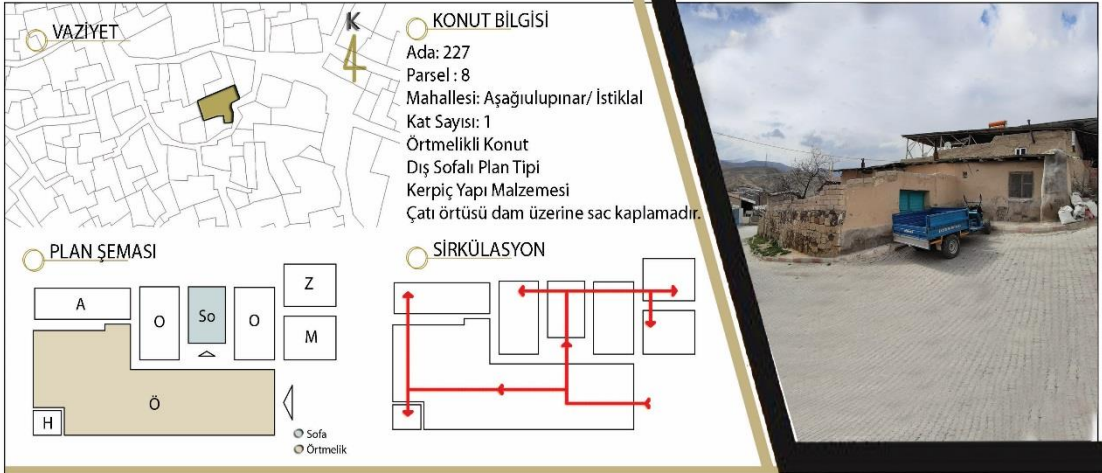 VAZİYET
K
KONUT BİLGİSİ
Ada: 227
Parsel : 8
Mahallesi: Aşağıulupınar/ İstiklal
Kat Sayısı: 1
Örtmelikli Konut
Dış Sofalı Plan Tipi
Kerpiç Yapı Malzemesi
Çatı örtüsü dam üzerine sac kaplamadır.
PLAN ŞEMASI
A
O
So
O
Z
M
Ö
H
Sofa
Örtmelik
SİRKÜLASYON